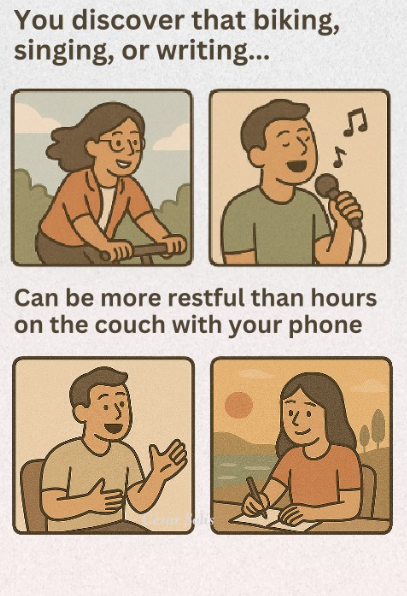 You discover that biking,
singing, or writing...
Can be more restful than hours
on the couch with your phone